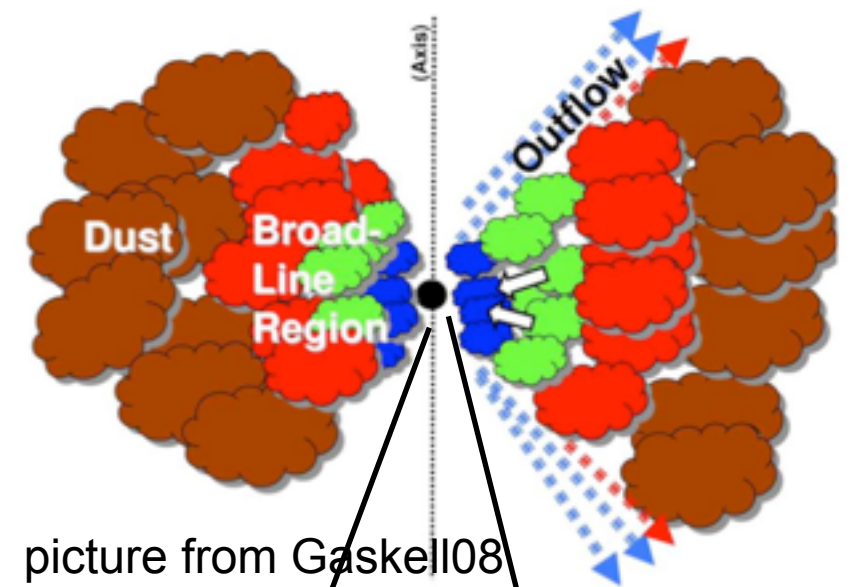 (Axis)
Outflow
Dust
Broad-
Line
Region
picture from Gaskell08